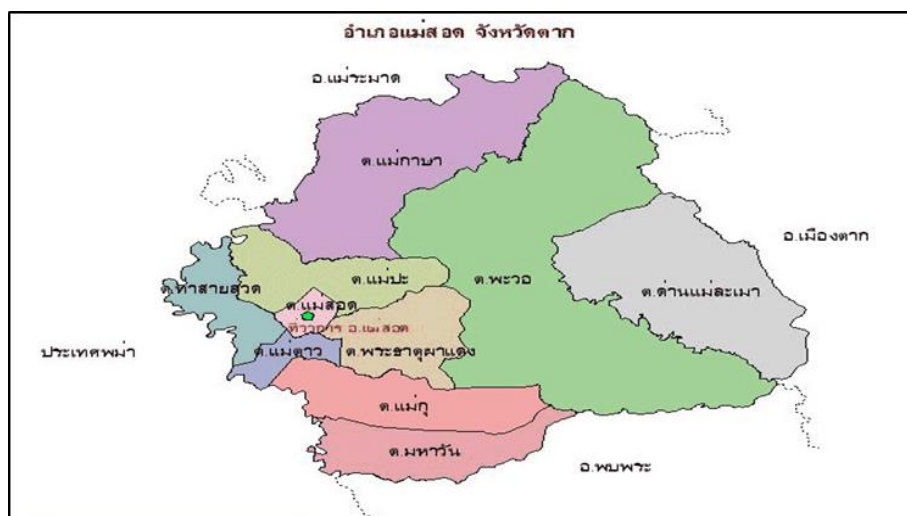 อำเภอแม่สอด จังหวัดตาก
อ.แม่ระมาด
ต.แม่กาษา
อ.เมืองตาก
ต.แม่ปะ
ต.พะวอ
ต.ท่าสายลวด
ต.ด่านแม่ละเมา
ต.แม่สอด
ที่ว่าการ อ.แม่สอด
ประเทศพม่า
ต.แม่ตาว
ต.พระธาตุผาแดง
ต.แม่กุ
ต.มหาวัน
อ.พบพระ